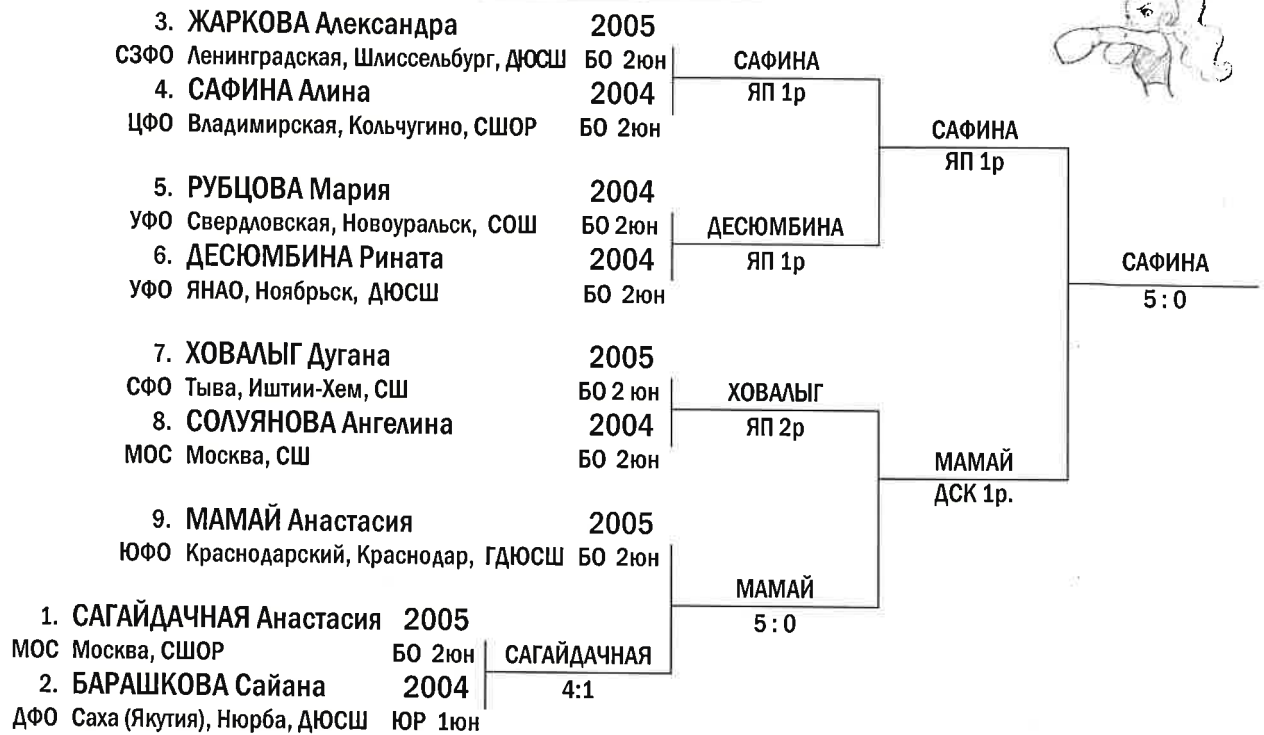 3. ЖАРКОВА Александра 2005
СЗФО Ленинградская, Шлиссельбург, ДЮСШ БО 2юн
САФИНА
ЯП 1р
4. САФИНА Алина 2004
ЦФО Владимирская, Кольчугино, СШОР БО 2юн
САФИНА
ЯП 1р
5. РУБЦОВА Мария 2004
УФО Свердловская, Новоуральск, СОШ БО 2юн
ДЕСЮМБИНА
ЯП 1р
6. ДЕСЮМБИНА Рината 2004
УФО ЯНАО, Ноябрьск, ДЮСШ БО 2юн
САФИНА
5 : 0
7. ХОВАЛЫГ Дугана 2005
СФО Тыва, Иштии-Хем, СШ БО 2 юн
ХОВАЛЫГ
ЯП 2р
8. СОЛУЯНОВА Ангелина 2004
МОС Москва, СШ БО 2юн
МАМАЙ
ДСК 1р.
9. МАМАЙ Анастасия 2005
ЮФО Краснодарский, Краснодар, ГДЮСШ БО 2юн
МАМАЙ
5 : 0
1. САГАЙДАЧНАЯ Анастасия 2005
МОС Москва, СШОР БО 2юн
САГАЙДАЧНАЯ
4:1
2. БАРАШКОВА Сайана 2004
ДФО Саха (Якутия), Нюрба, ДЮСШ ЮР 1юн